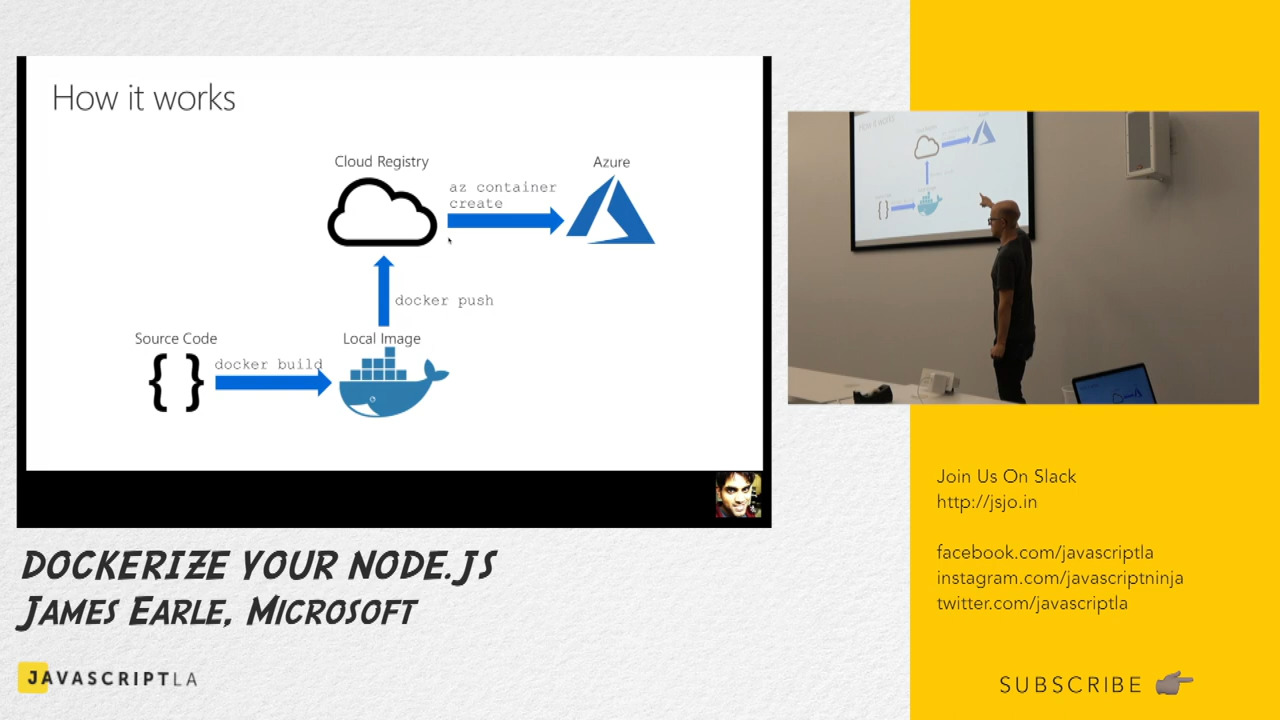 How it works
Cloud Registry
Azure
az container
create
docker push
Source Code
Local Image
docker build
DOCKERIZE YOUR NODE.JS
JAMES EARLE, MICROSOFT
JAVASCRIPTLA
Join Us On Slack
http://jsjo.in
facebook.com/javascriptla
instagram.com/javascriptninja
twitter.com/javascriptla
SUBSCRIBE